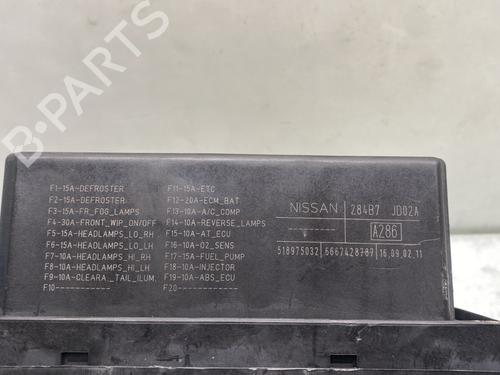 F1-15A-DEFROSTER
F2-15A-DEFROSTER
F3-15A-FR_FOG_LAMPS
F4-30A-FRONT_WIP_ON/OFF
F5-15A-HEADLAMPS_LO_RH
F6-15A-HEADLAMPS_LO_LH
F7-10A-HEADLAMPS_HI_RH
F8-10A-HEADLAMPS_HI_LH
F9-10A-CLEARA._TAIL_ILUM.
F10--------------
F11-15A-ETC
F12-20A-ECM_BAT
F13-10A-A/C_COMP
F14-10A-REVERSE_LAMPS
F15-10A-AT_ECU
F16-10A-O2_SENS
F17-15A-FUEL_PUMP
F18-10A-INJECTOR
F19-10A-ABS_ECU
F20--------------
NISSAN 284B7 JD02A
A286
518975032 6667428787 16.09.02.11
B-PARTS